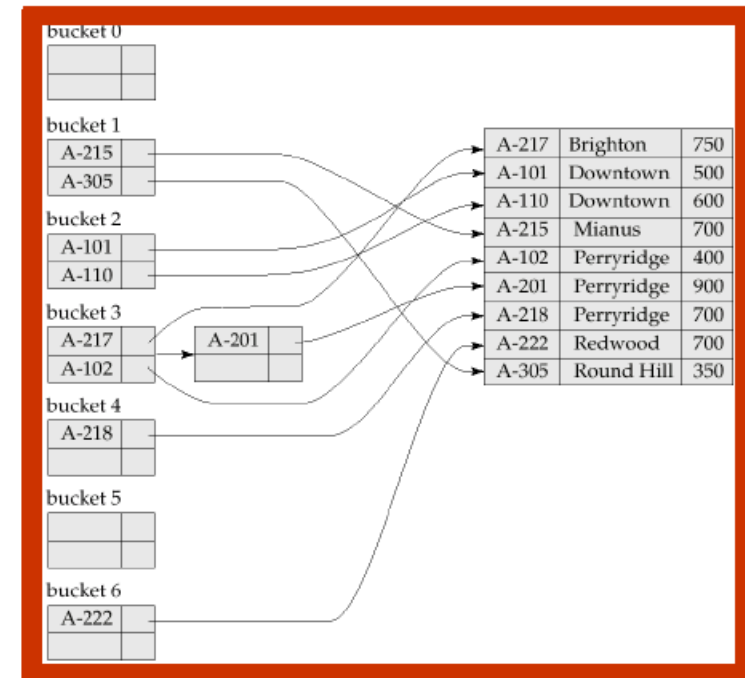 bucket 0
bucket 1
A-215
A-305
bucket 2
A-101
A-110
bucket 3
A-217
A-102
A-201
bucket 4
A-218
bucket 5
bucket 6
A-222
A-217 Brighton 750
A-101 Downtown 500
A-110 Downtown 600
A-215 Mianus 700
A-102 Perryridge 400
A-201 Perryridge 900
A-218 Perryridge 700
A-222 Redwood 700
A-305 Round Hill 350